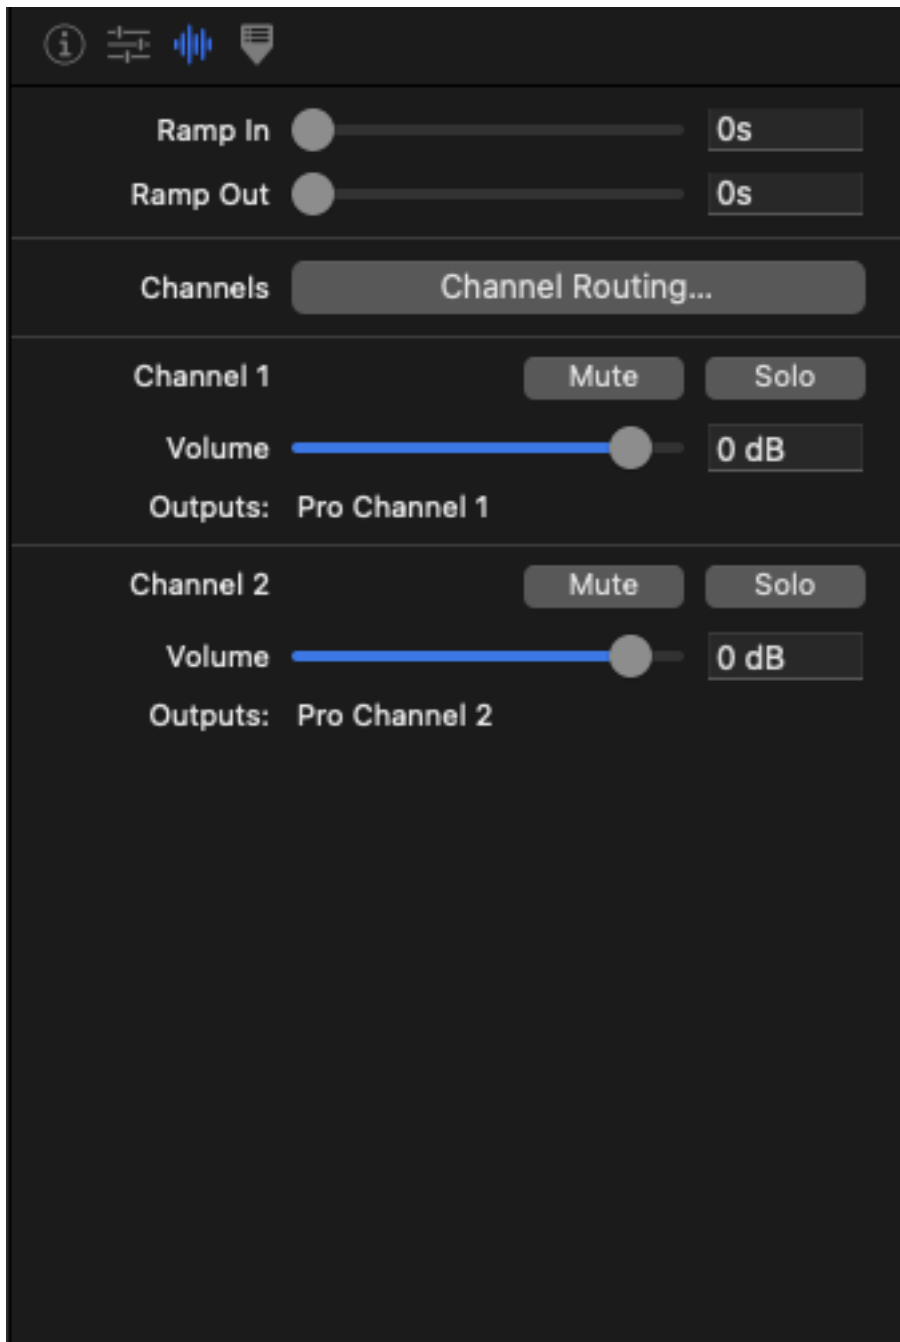 Ramp In 0s
Ramp Out 0s
Channels Channel Routing...
Channel 1 Mute Solo
Volume 0 dB
Outputs: Pro Channel 1
Channel 2 Mute Solo
Volume 0 dB
Outputs: Pro Channel 2